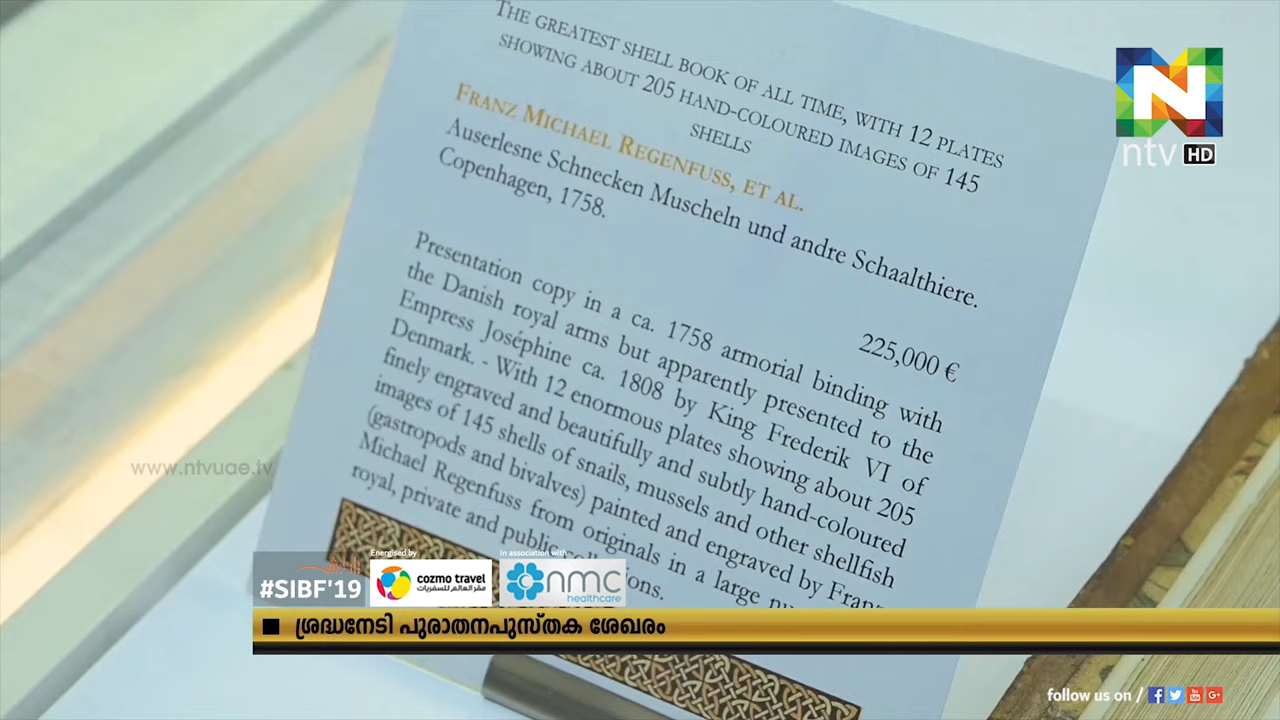 THE GREATEST SHELL BOOK OF ALL TIME, WITH 12 PLATES
SHOWING ABOUT 205 HAND-COLOURED IMAGES OF 145
SHELLS
FRANZ MICHAEL REGENFUSS, ET AL.
Auserlesne Schnecken Muscheln und andre Schaalthiere.
Copenhagen, 1758.
225,000 €
Presentation copy in a ca. 1758 armorial binding with
the Danish royal arms but apparently presented to the
Empress Joséphine ca. 1808 by King Frederik VI of
Denmark. - With 12 enormous plates showing about 205
finely engraved and beautifully and subtly hand-coloured
images of 145 shells of snails, mussels and other shellfish
(gastropods and bivalves) painted and engraved by Franz
Michael Regenfuss from originals in a large
royal, private and public
ntv HD
www.ntvuae.tv
Energised by
In association with
#SIBF'19
cozmo travel
مقر العالم للسفريات
nmc
healthcare
ശ്രദ്ധനേടി പുരാതനപുസ്തക ശേഖരം
follow us on /